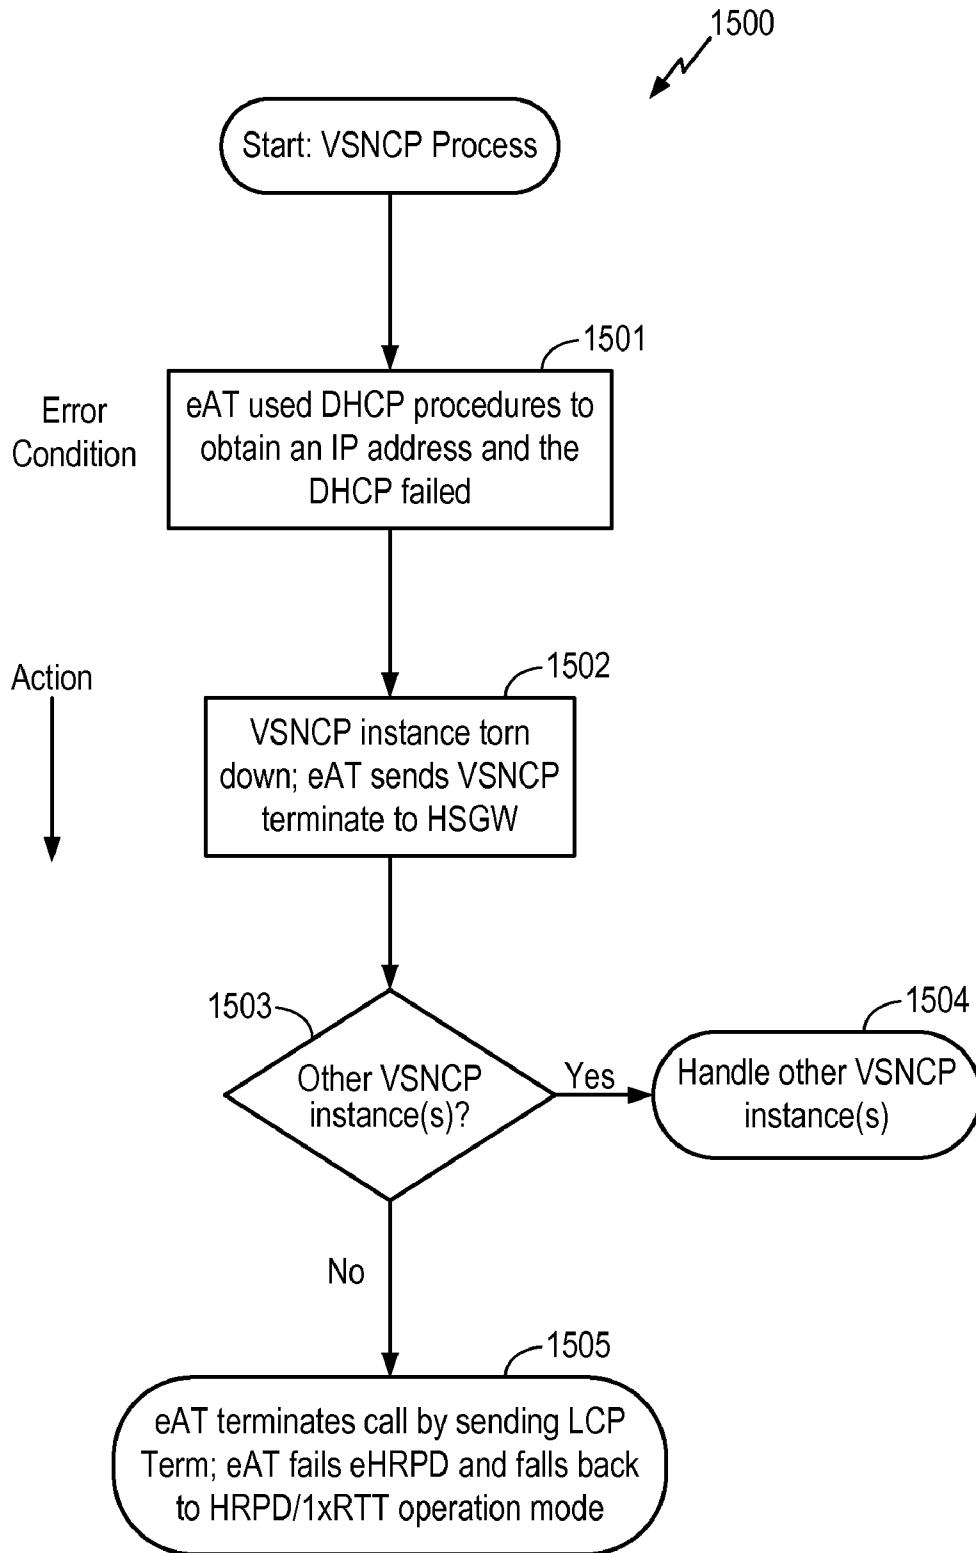 1500
Start: VSNCP Process
1501
Error
Condition
eAT used DHCP procedures to
obtain an IP address and the
DHCP failed
Action
1502
VSNCP instance torn
down; eAT sends VSNCP
terminate to HSGW
1503
Other VSNCP
instance(s)?
Yes
1504
Handle other VSNCP
instance(s)
No
1505
eAT terminates call by sending LCP
Term; eAT fails eHRPD and falls back
to HRPD/1xRTT operation mode